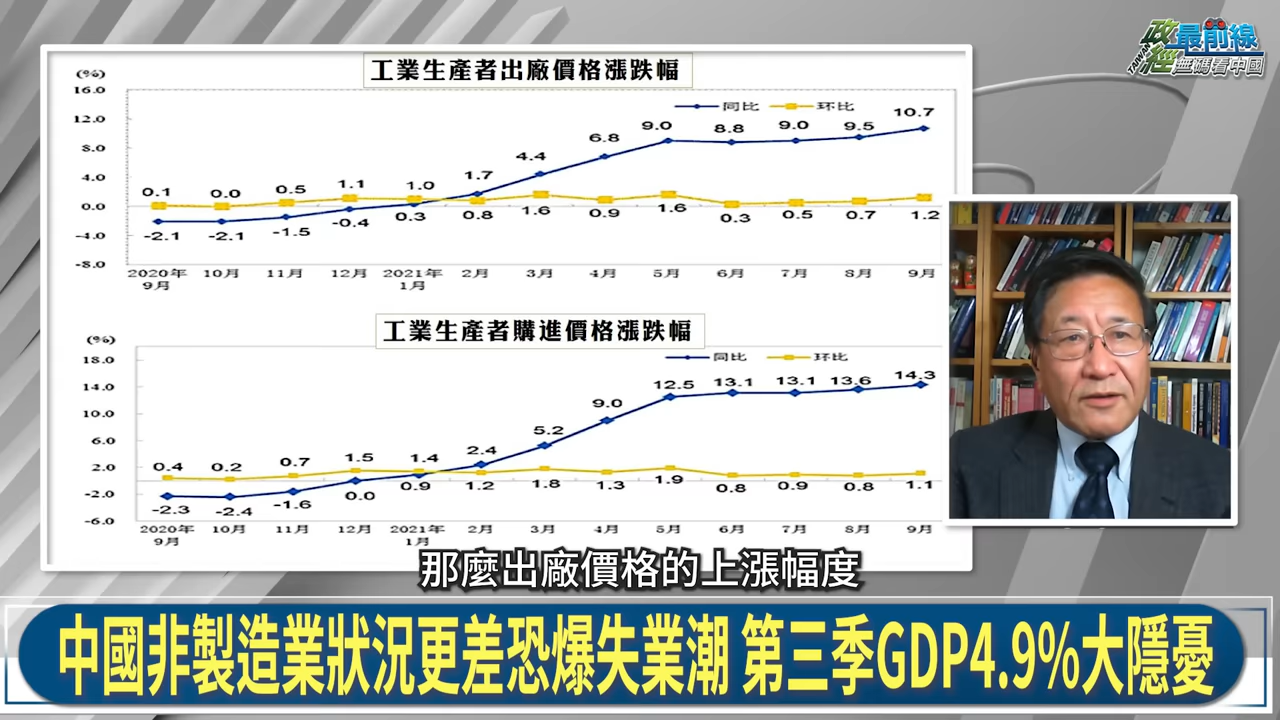 政經最前線
無碼看中國
TAIWAN
工業生產者出廠價格漲跌幅
(%)
同比 环比
16.0
12.0
8.0
4.0
0.0
-4.0
-8.0
0.1 0.0 0.5 1.1 1.0 1.7 4.4 6.8 9.0 8.8 9.0 9.5 10.7
-2.1 -2.1 -1.5 -0.4 0.3 0.8 1.6 0.9 1.6 0.3 0.5 0.7 1.2
2020年 10月 11月 12月 2021年 2月 3月 4月 5月 6月 7月 8月 9月
9月 1月
工業生產者購進價格漲跌幅
(%)
同比 环比
18.0
14.0
10.0
6.0
2.0
-2.0
-6.0
0.4 0.2 0.7 1.5 1.4 2.4 5.2 9.0 12.5 13.1 13.1 13.6 14.3
-2.3 -2.4 -1.6 0.0 0.9 1.2 1.8 1.3 1.9 0.8 0.9 0.8 1.1
2020年 10月 11月 12月 2021年 2月 3月 4月 5月 6月 7月 8月 9月
9月 1月
那麼出廠價格的上漲幅度
中國非製造業狀況更差恐爆失業潮 第三季GDP4.9%大隱憂